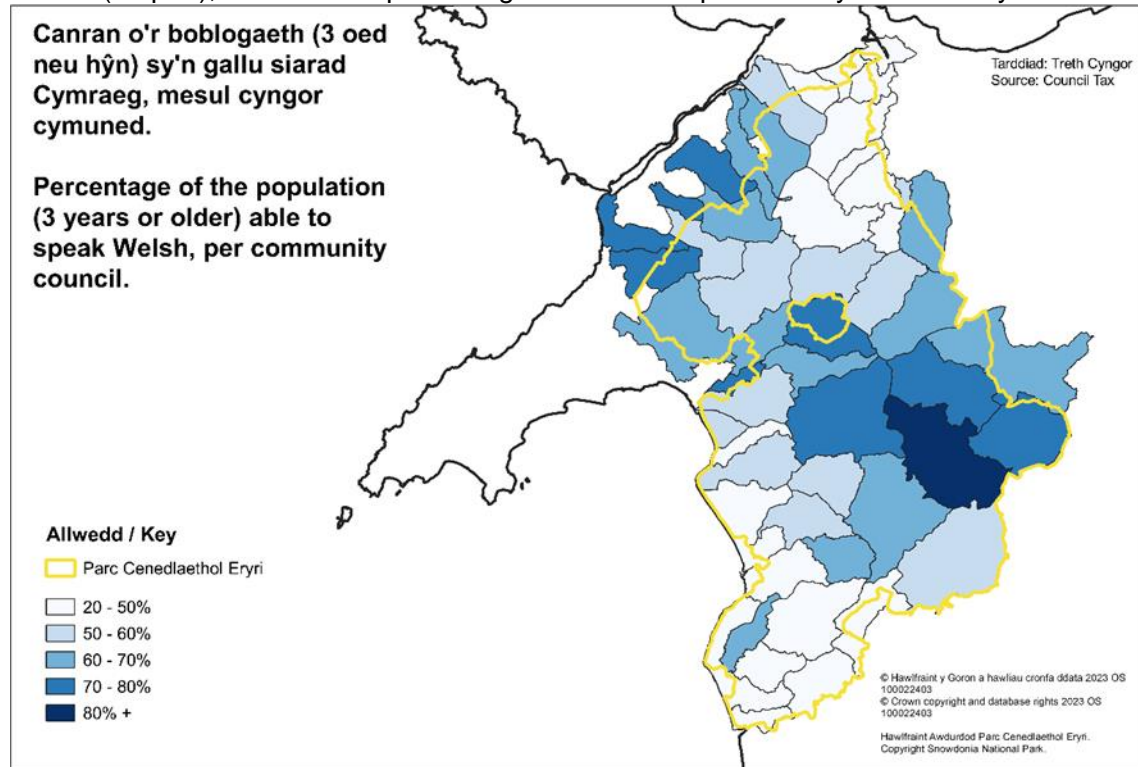 Canran o'r boblogaeth (3 oed
neu hŷn) sy'n gallu siarad
Cymraeg, mesul cyngor
cymuned.
Percentage of the population
(3 years or older) able to
speak Welsh, per community
council.
Tarddiad: Treth Cyngor
Source: Council Tax
Allwedd / Key
Parc Cenedlaethol Eryri
20 - 50%
50 - 60%
60 - 70%
70 - 80%
80% +
© Hawlfraint y Goron a hawliau cronfa ddata 2023 OS
100022403
© Crown copyright and database rights 2023 OS
100022403
Hawlfraint Awdurdod Parc Cenedlaethol Eryri.
Copyright Snowdonia National Park.